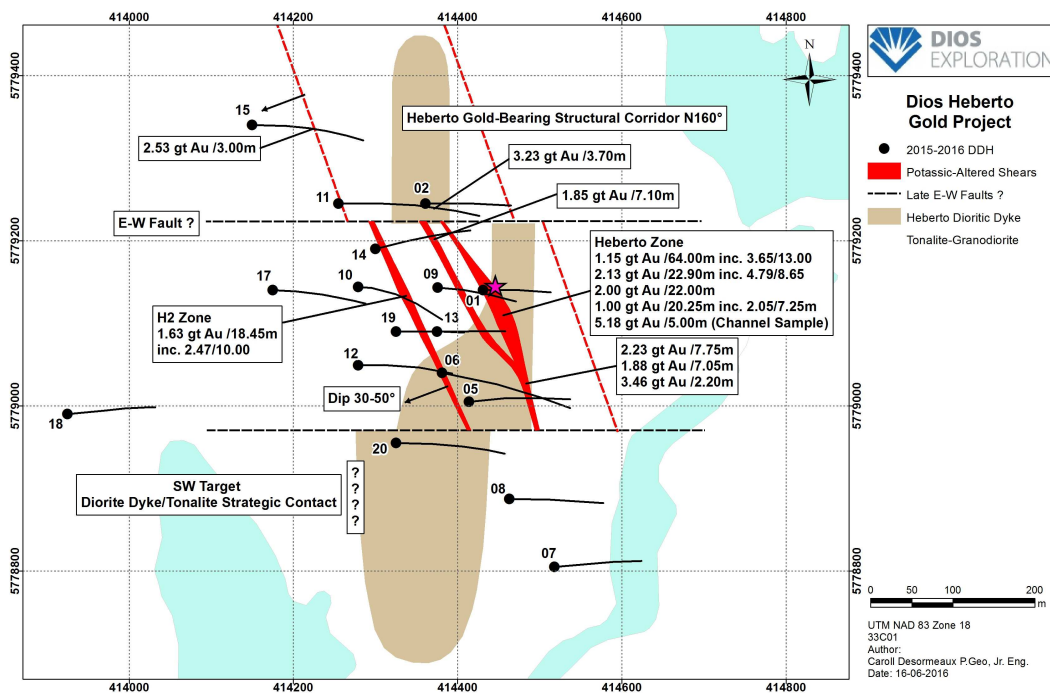 414000 414200 414400 414600 414800
5779400
5779200
5779000
5778800
5779400
5779200
5779000
5778800
414000 414200 414400 414600 414800
N
15
2.53 gt Au /3.00m
Heberto Gold-Bearing Structural Corridor N160°
3.23 gt Au /3.70m
11
02
1.85 gt Au /7.10m
E-W Fault ?
14
17
10
09
01
Heberto Zone
1.15 gt Au /64.00m inc. 3.65/13.00
2.13 gt Au /22.90m inc. 4.79/8.65
2.00 gt Au /22.00m
1.00 gt Au /20.25m inc. 2.05/7.25m
5.18 gt Au /5.00m (Channel Sample)
H2 Zone
1.63 gt Au /18.45m
inc. 2.47/10.00
19
13
12
06
2.23 gt Au /7.75m
1.88 gt Au /7.05m
3.46 gt Au /2.20m
Dip 30-50°
05
18
20
SW Target
Diorite Dyke/Tonalite Strategic Contact
?
?
?
?
08
07
DIOS
EXPLORATION
Dios Heberto
Gold Project
2015-2016 DDH
Potassic-Altered Shears
Late E-W Faults ?
Heberto Dioritic Dyke
Tonalite-Granodiorite
0 50 100 200
m
UTM NAD 83 Zone 18
33C01
Author:
Caroll Desormeaux P.Geo, Jr. Eng.
Date: 16-06-2016